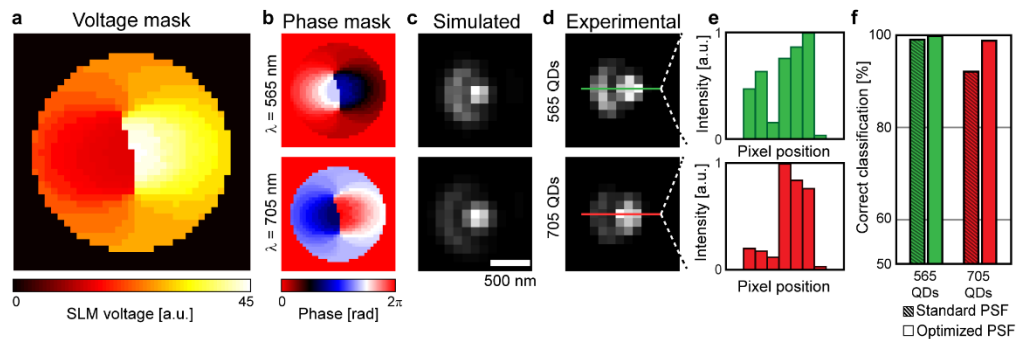 a Voltage mask
0 45
SLM voltage [a.u.]
b Phase mask
λ = 565 nm
λ = 705 nm
0 2π
Phase [rad]
c Simulated
500 nm
d Experimental
565 QDs
705 QDs
e
Intensity [a.u.]
1
0
Pixel position
Intensity [a.u.]
1
0
Pixel position
f
Correct classification [%]
100
98
60
50
565 QDs
705 QDs
Standard PSF
Optimized PSF